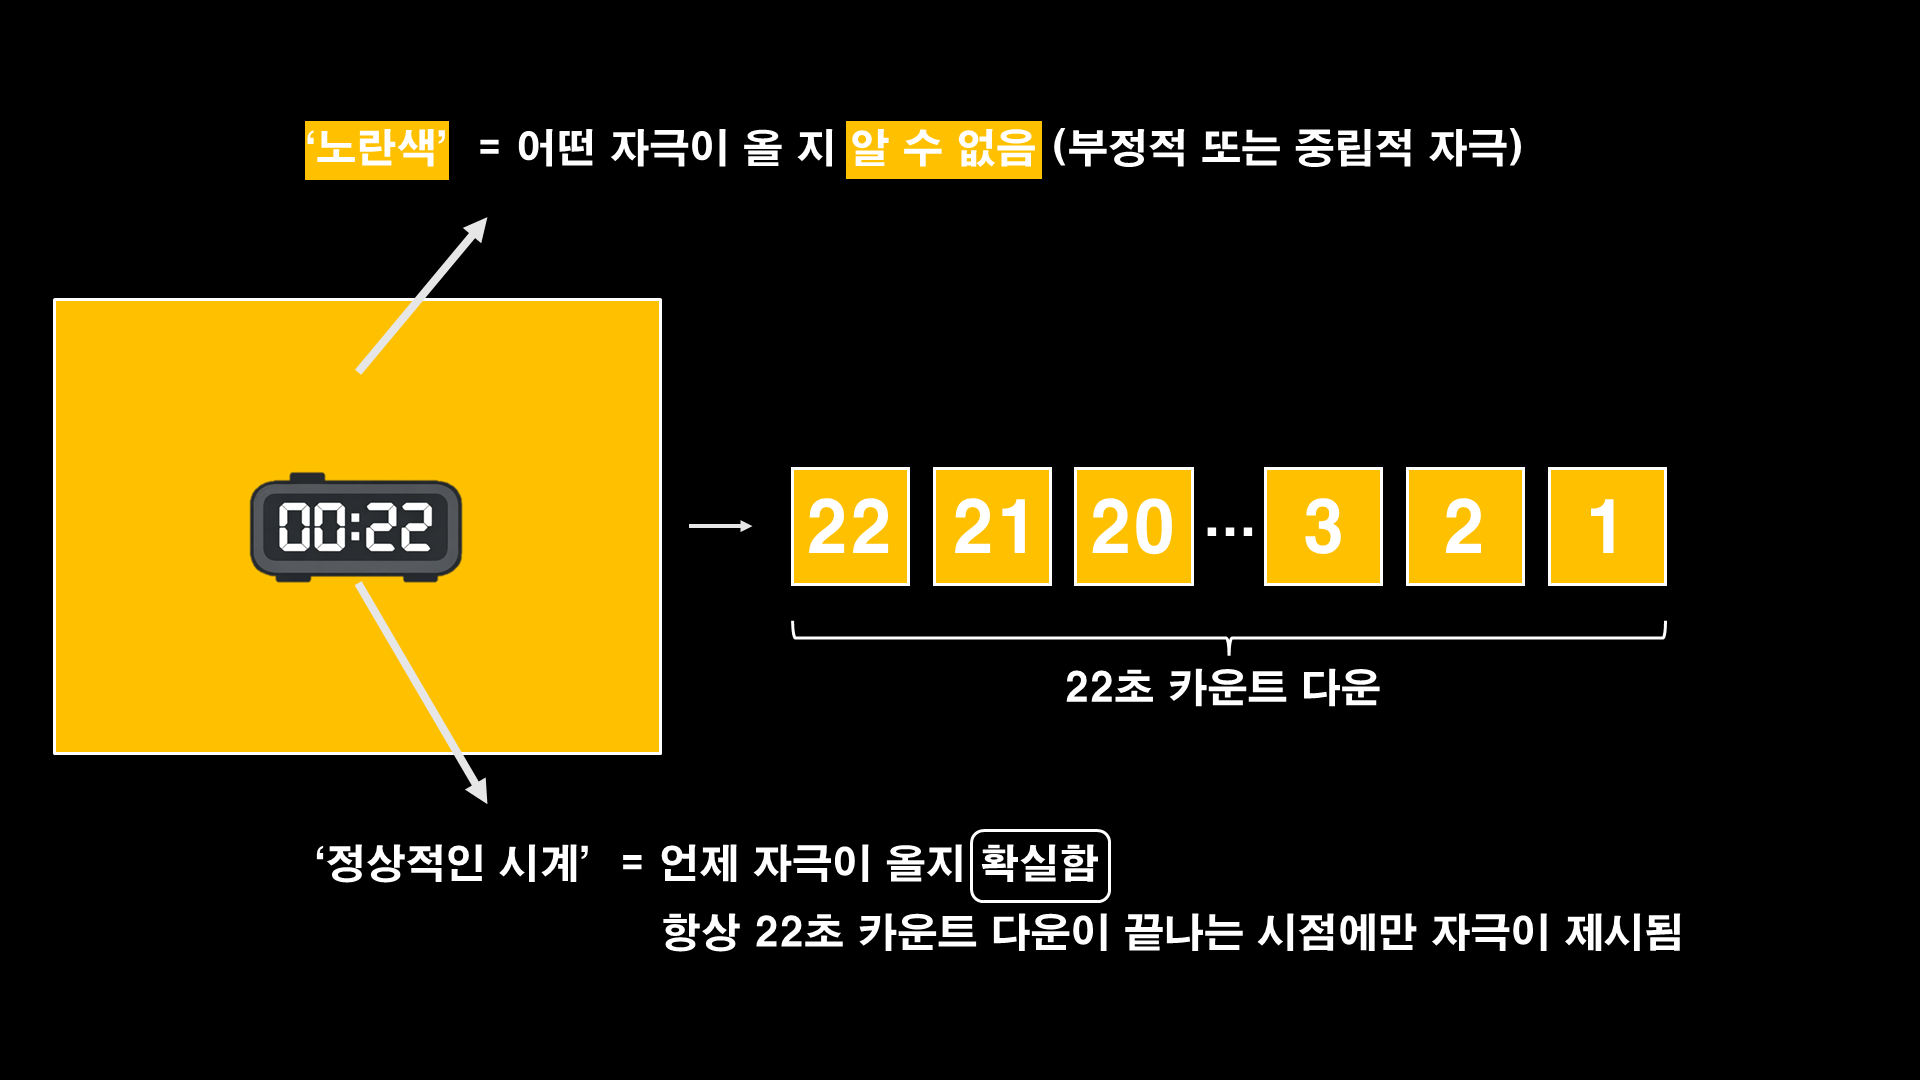 ‘노란색’ = 어떤 자극이 올 지 알 수 없음 (부정적 또는 중립적 자극)
00:22
22 21 20 ... 3 2 1
22초 카운트 다운
‘정상적인 시계’ = 언제 자극이 올지 확실함
항상 22초 카운트 다운이 끝나는 시점에만 자극이 제시됨